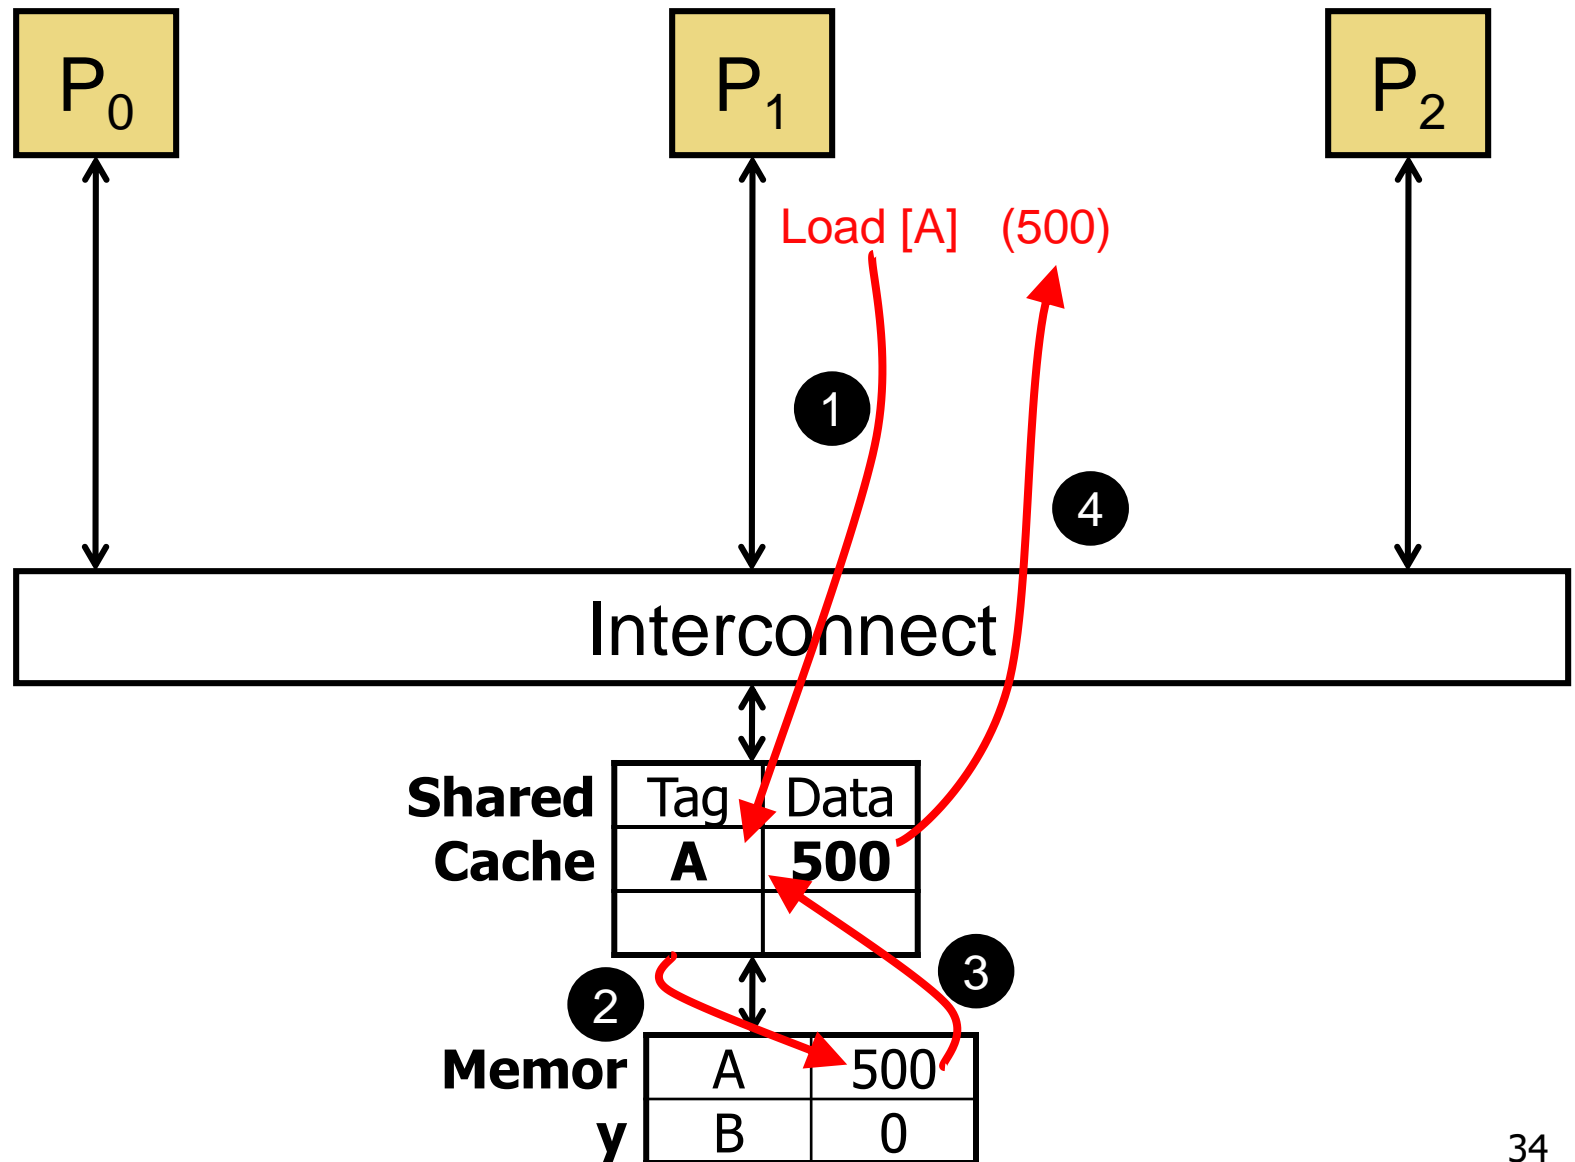 P0 P1 P2
Load [A] (500)
1
4
Interconnect
Shared Tag Data
Cache A 500
3
2
Memor A 500
y B 0
34